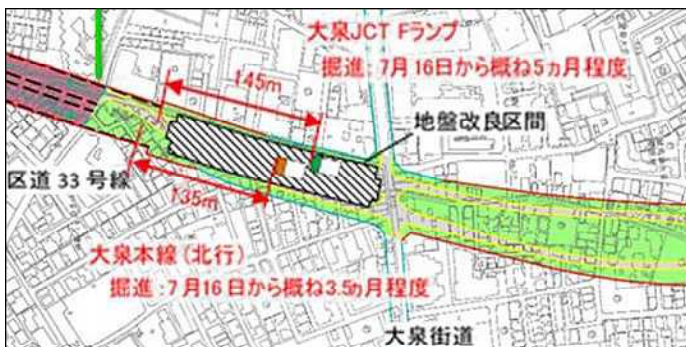 大泉JCT Fランプ
掘進：7月16日から概ね5ヵ月程度
145m
地盤改良区間
区道33号線
135m
大泉本線（北行）
掘進：7月16日から概ね3.5ヵ月程度
大泉街道